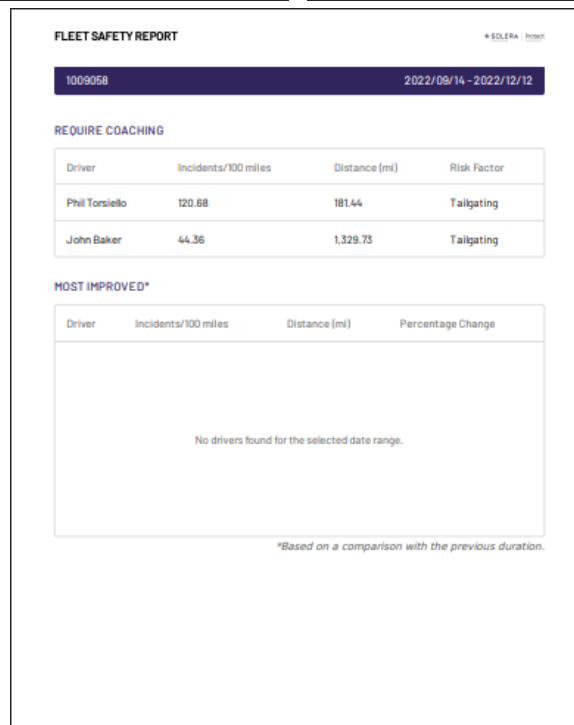 FLEET SAFETY REPORT
SOLERA | Protect
1009058 2022/09/14 - 2022/12/12
REQUIRE COACHING
Driver Incidents/100 miles Distance (mi) Risk Factor
Phil Torsiello 120.68 181.44 Tailgating
John Baker 44.36 1,329.73 Tailgating
MOST IMPROVED*
Driver Incidents/100 miles Distance (mi) Percentage Change
No drivers found for the selected date range.
*Based on a comparison with the previous duration.